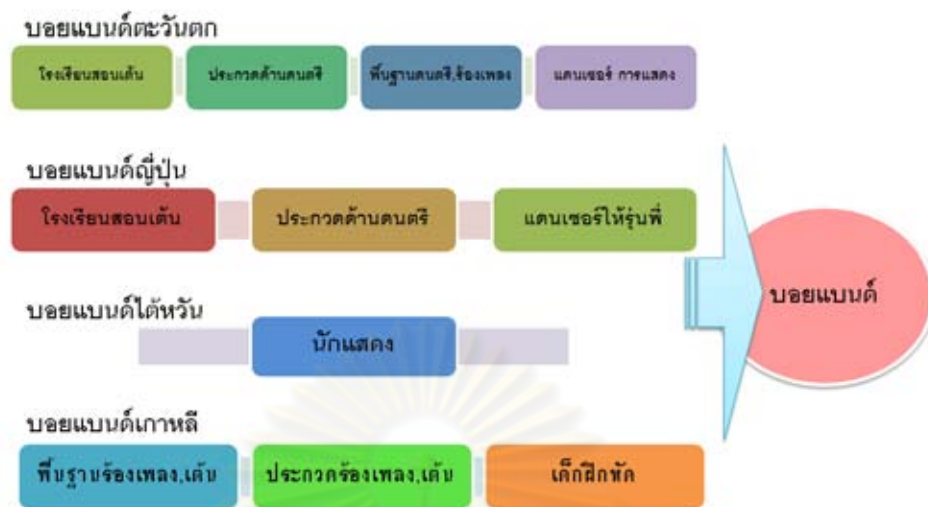 บอยแบนด์ตะวันตก
โรงเรียนสอนเต้น ประกวดด้านดนตรี พื้นฐานดนตรี,ร้องเพลง แดนเซอร์ การแสดง
บอยแบนด์ญี่ปุ่น
โรงเรียนสอนเต้น ประกวดด้านดนตรี แดนเซอร์ให้รุ่นพี่
บอยแบนด์
บอยแบนด์ไต้หวัน
นักแสดง
บอยแบนด์เกาหลี
พื้นฐานร้องเพลง,เต้น ประกวดร้องเพลง,เต้น เด็กฝึกหัด